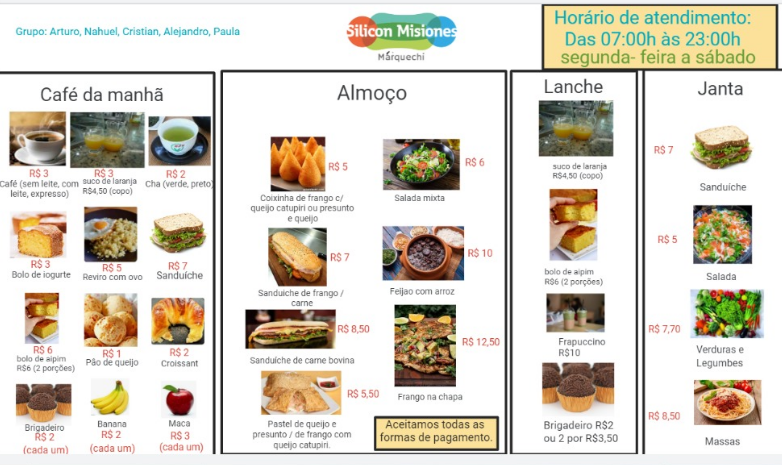 Grupo: Arturo, Nahuel, Cristian, Alejandro, Paula
Silicon Misiones
Márquechi
Horário de atendimento:
Das 07:00h às 23:00h
segunda- feira a sábado
Café da manhã
R$ 3
Café (sem leite, com
leite, expresso)
R$ 3
suco de laranja
R$4,50 (copo)
R$ 2
Cha (verde, preto)
R$ 3
Bolo de iogurte
R$ 5
Reviro com ovo
R$ 7
Sanduíche
R$ 6
bolo de aipim
R$6 (2 porções)
R$ 1
Pão de queijo
R$ 2
Croissant
Brigadeiro
R$ 2
(cada um)
Banana
R$ 2
(cada um)
Maca
R$ 3
(cada um)
Almoço
R$ 5
Coixinha de frango c/
queijo catupiri ou presunto
e queijo
R$ 6
Salada mixta
R$ 7
Sanduiche de frango /
carne
R$ 10
Feijao com arroz
R$ 8,50
Sanduíche de carne bovina
R$ 12,50
Frango na chapa
R$ 5,50
Pastel de queijo e
presunto / de frango com
queijo catupiri.
Aceitamos todas as
formas de pagamento.
Lanche
suco de laranja
R$4,50 (copo)
bolo de aipim
R$6 (2 porções)
Frapuccino
R$10
Brigadeiro R$2
ou 2 por R$3,50
Janta
R$ 7
Sanduíche
R$ 5
Salada
R$ 7,70
Verduras e
Legumbes
R$ 8,50
Massas